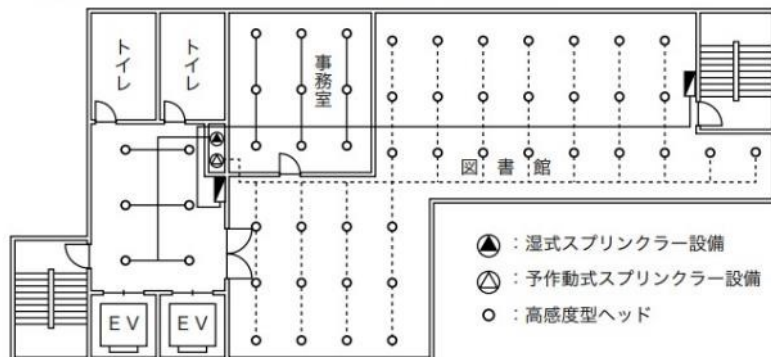 トイレ
トイレ
事務室
図書館
EV
EV
：湿式スプリンクラー設備
：予作動式スプリンクラー設備
：高感度型ヘッド